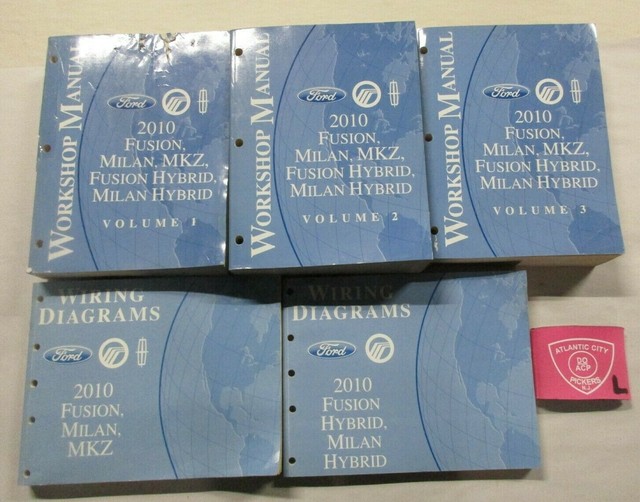 WORKSHOP MANUAL
Ford
2010
FUSION,
MILAN, MKZ,
FUSION HYBRID,
MILAN HYBRID
VOLUME 1
WORKSHOP MANUAL
Ford
2010
FUSION,
MILAN, MKZ,
FUSION HYBRID,
MILAN HYBRID
VOLUME 2
WORKSHOP MANUAL
Ford
2010
FUSION,
MILAN, MKZ,
FUSION HYBRID,
MILAN HYBRID
VOLUME 3
WIRING
DIAGRAMS
Ford
2010
FUSION,
MILAN,
MKZ
WIRING
DIAGRAMS
Ford
2010
FUSION
HYBRID,
MILAN
HYBRID
ATLANTIC CITY
DQ
ACP
PICKERS
N.J.
L